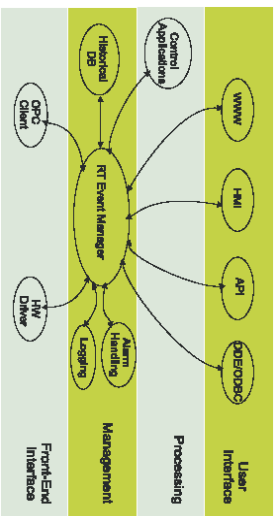 WWW
HMI
API
DDE/ODBC
User
Interface
Control
Applications
Processing
Historical
DB
RT Event Manager
Alarm
Handling
Logging
Management
OPC
Client
HW
Driver
Front-End
Interface